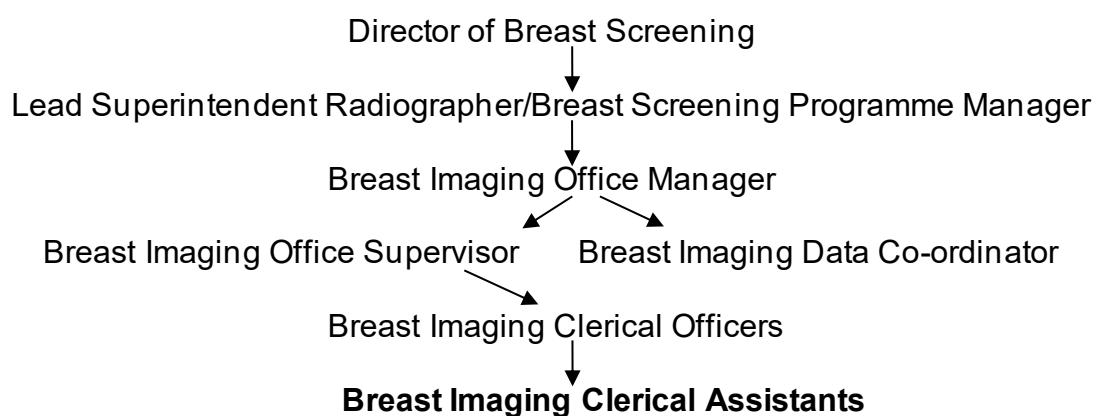 Director of Breast Screening
Lead Superintendent Radiographer/Breast Screening Programme Manager
Breast Imaging Office Manager
Breast Imaging Office Supervisor Breast Imaging Data Co-ordinator
Breast Imaging Clerical Officers
Breast Imaging Clerical Assistants